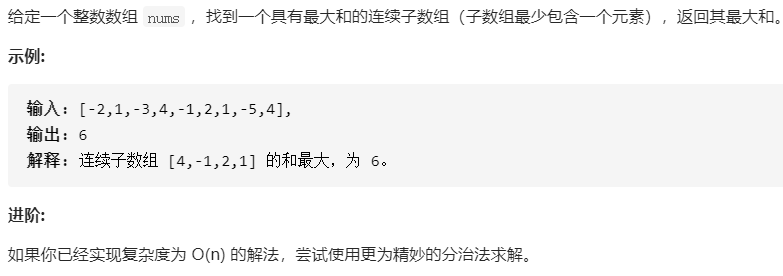 给定一个整数数组 nums ，找到一个具有最大和的连续子数组（子数组最少包含一个元素），返回其最大和。
示例:
输入: [-2,1,-3,4,-1,2,1,-5,4],
输出: 6
解释: 连续子数组 [4,-1,2,1] 的和最大，为 6。
进阶:
如果你已经实现复杂度为 O(n) 的解法，尝试使用更为精妙的分治法求解。